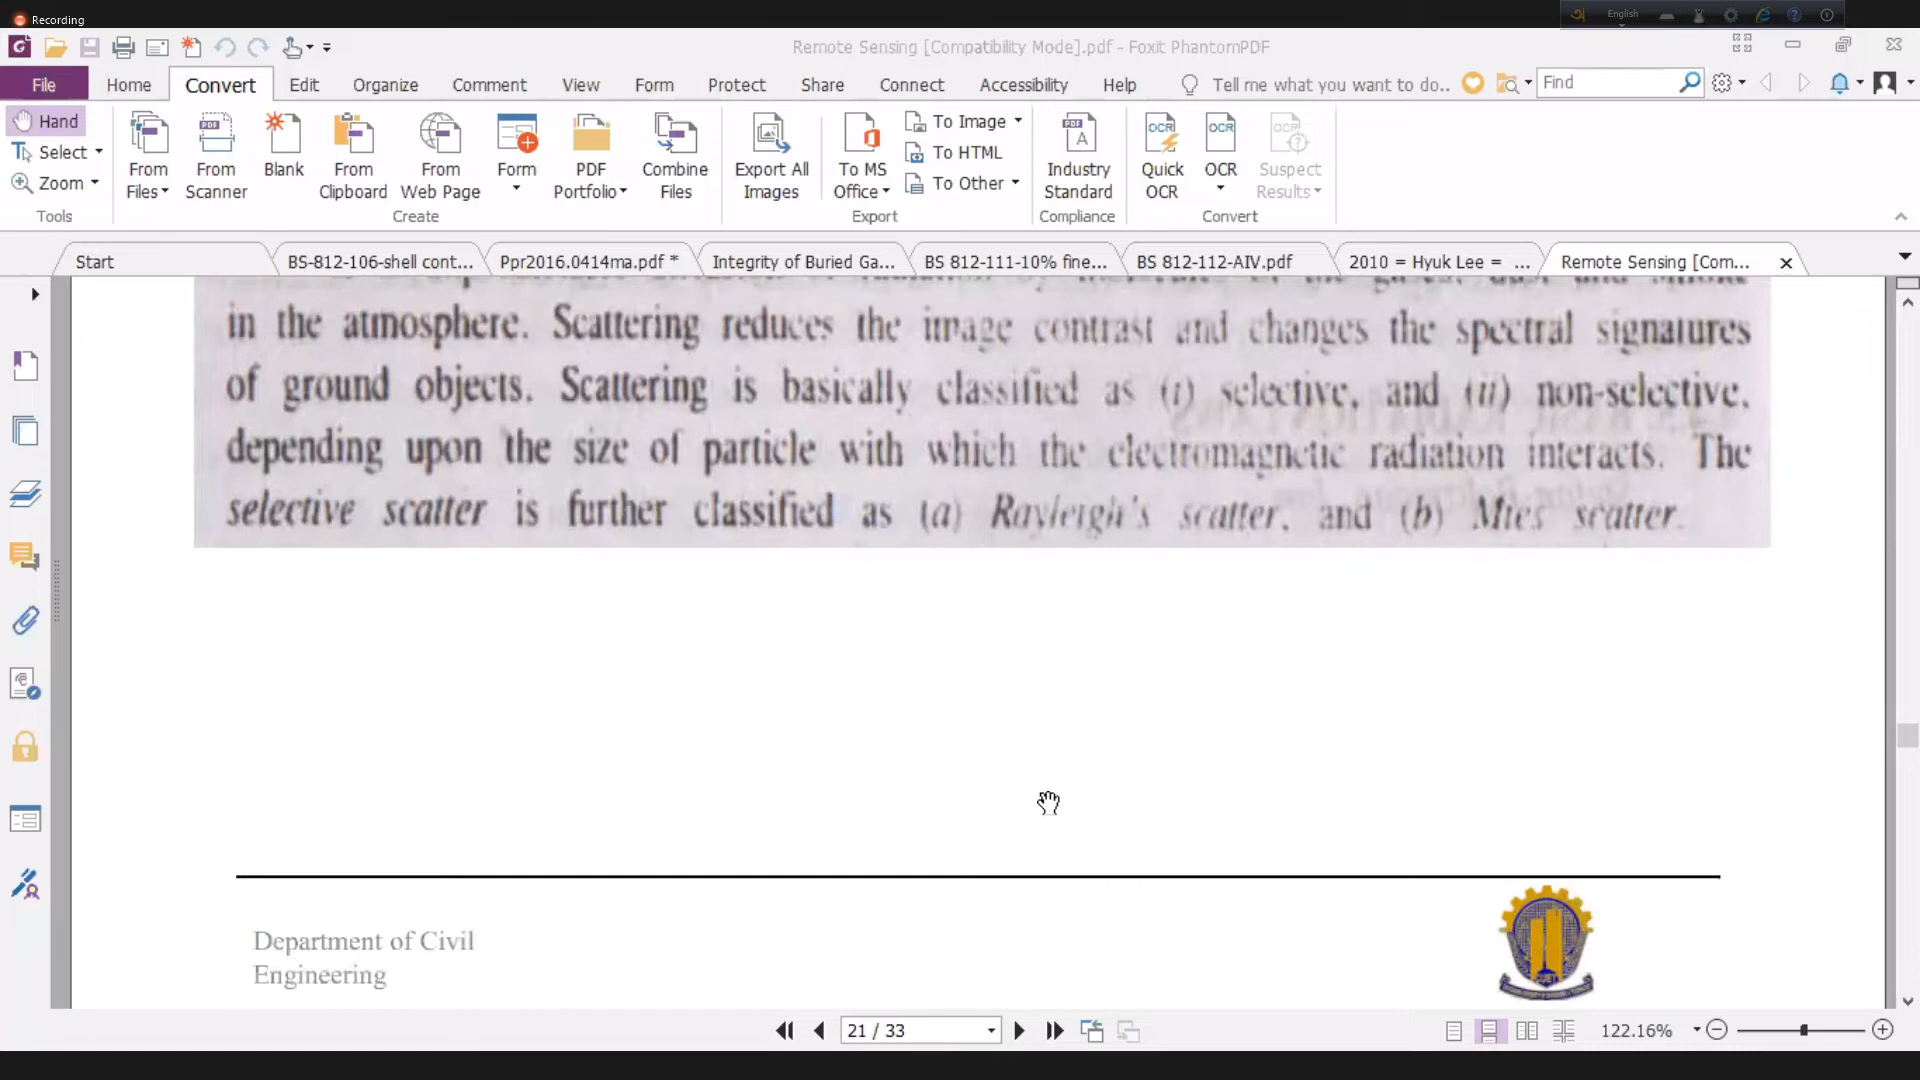 Recording
English
Remote Sensing [Compatibility Mode].pdf - Foxit PhantomPDF
File Home Convert Edit Organize Comment View Form Protect Share Connect Accessibility Help Tell me what you want to do.. Find
Hand
Select
Zoom
Tools
From Files
From Scanner
Blank
From Clipboard
From Web Page
Form
PDF Portfolio
Combine Files
Create
Export All Images
To MS Office
To Image
To HTML
To Other
Export
PDF
Industry Standard
Compliance
OCR
Quick OCR
OCR
OCR
OCR
Suspect Results
Convert
Start
BS-812-106-shell cont...
Ppr2016.0414ma.pdf *
Integrity of Buried Ga...
BS 812-111-10% fine...
BS 812-112-AIV.pdf
2010 = Hyuk Lee = ...
Remote Sensing [Com...
in the atmosphere. Scattering reduces the image contrast and changes the spectral signatures
of ground objects. Scattering is basically classified as (i) selective, and (ii) non-selective,
depending upon the size of particle with which the electromagnetic radiation interacts. The
selective scatter is further classified as (a) Rayleigh's scatter, and (b) Mies scatter.
Department of Civil
Engineering
21 / 33
122.16%